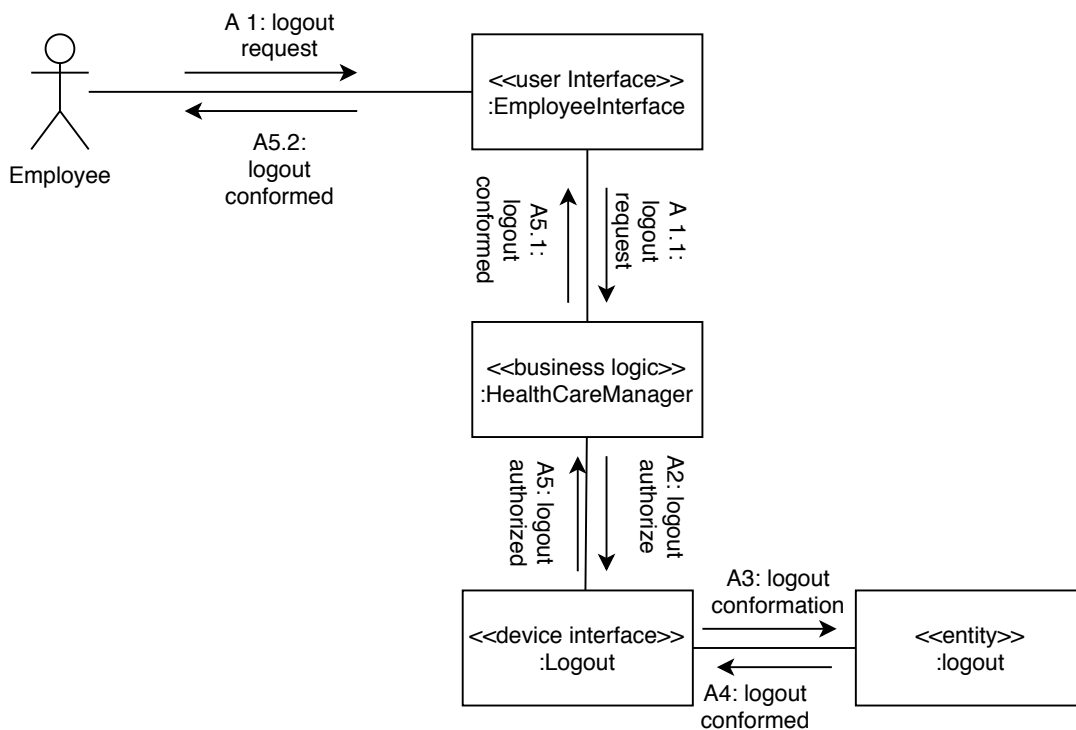 A 1: logout
request
<<user Interface>>
:EmployeeInterface
A5.2:
logout
conformed
Employee
A5.1:
logout
conformed
A 1.1:
logout
request
<<business logic>>
:HealthCareManager
A5: logout
authorized
A2: logout
authorize
A3: logout
conformation
<<device interface>>
:Logout
<<entity>>
:logout
A4: logout
conformed